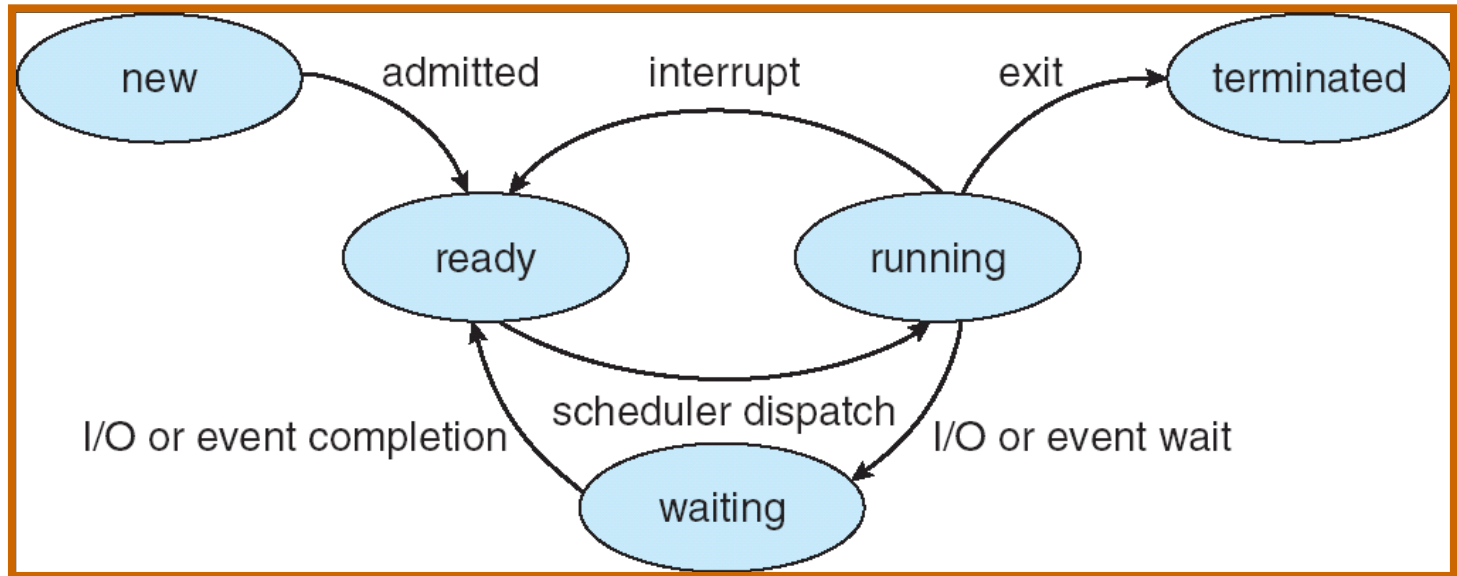 new
admitted
interrupt
exit
terminated
ready
running
scheduler dispatch
I/O or event completion
I/O or event wait
waiting